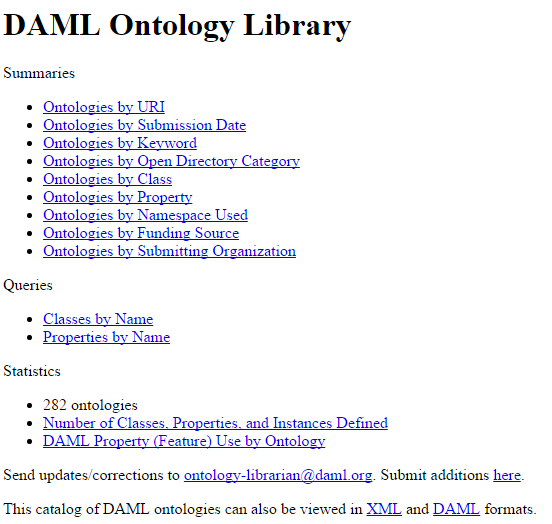 DAML Ontology Library
Summaries
Ontologies by URI
Ontologies by Submission Date
Ontologies by Keyword
Ontologies by Open Directory Category
Ontologies by Class
Ontologies by Property
Ontologies by Namespace Used
Ontologies by Funding Source
Ontologies by Submitting Organization
Queries
Classes by Name
Properties by Name
Statistics
282 ontologies
Number of Classes, Properties, and Instances Defined
DAML Property (Feature) Use by Ontology
Send updates/corrections to ontology-librarian@daml.org. Submit additions here.
This catalog of DAML ontologies can also be viewed in XML and DAML formats.